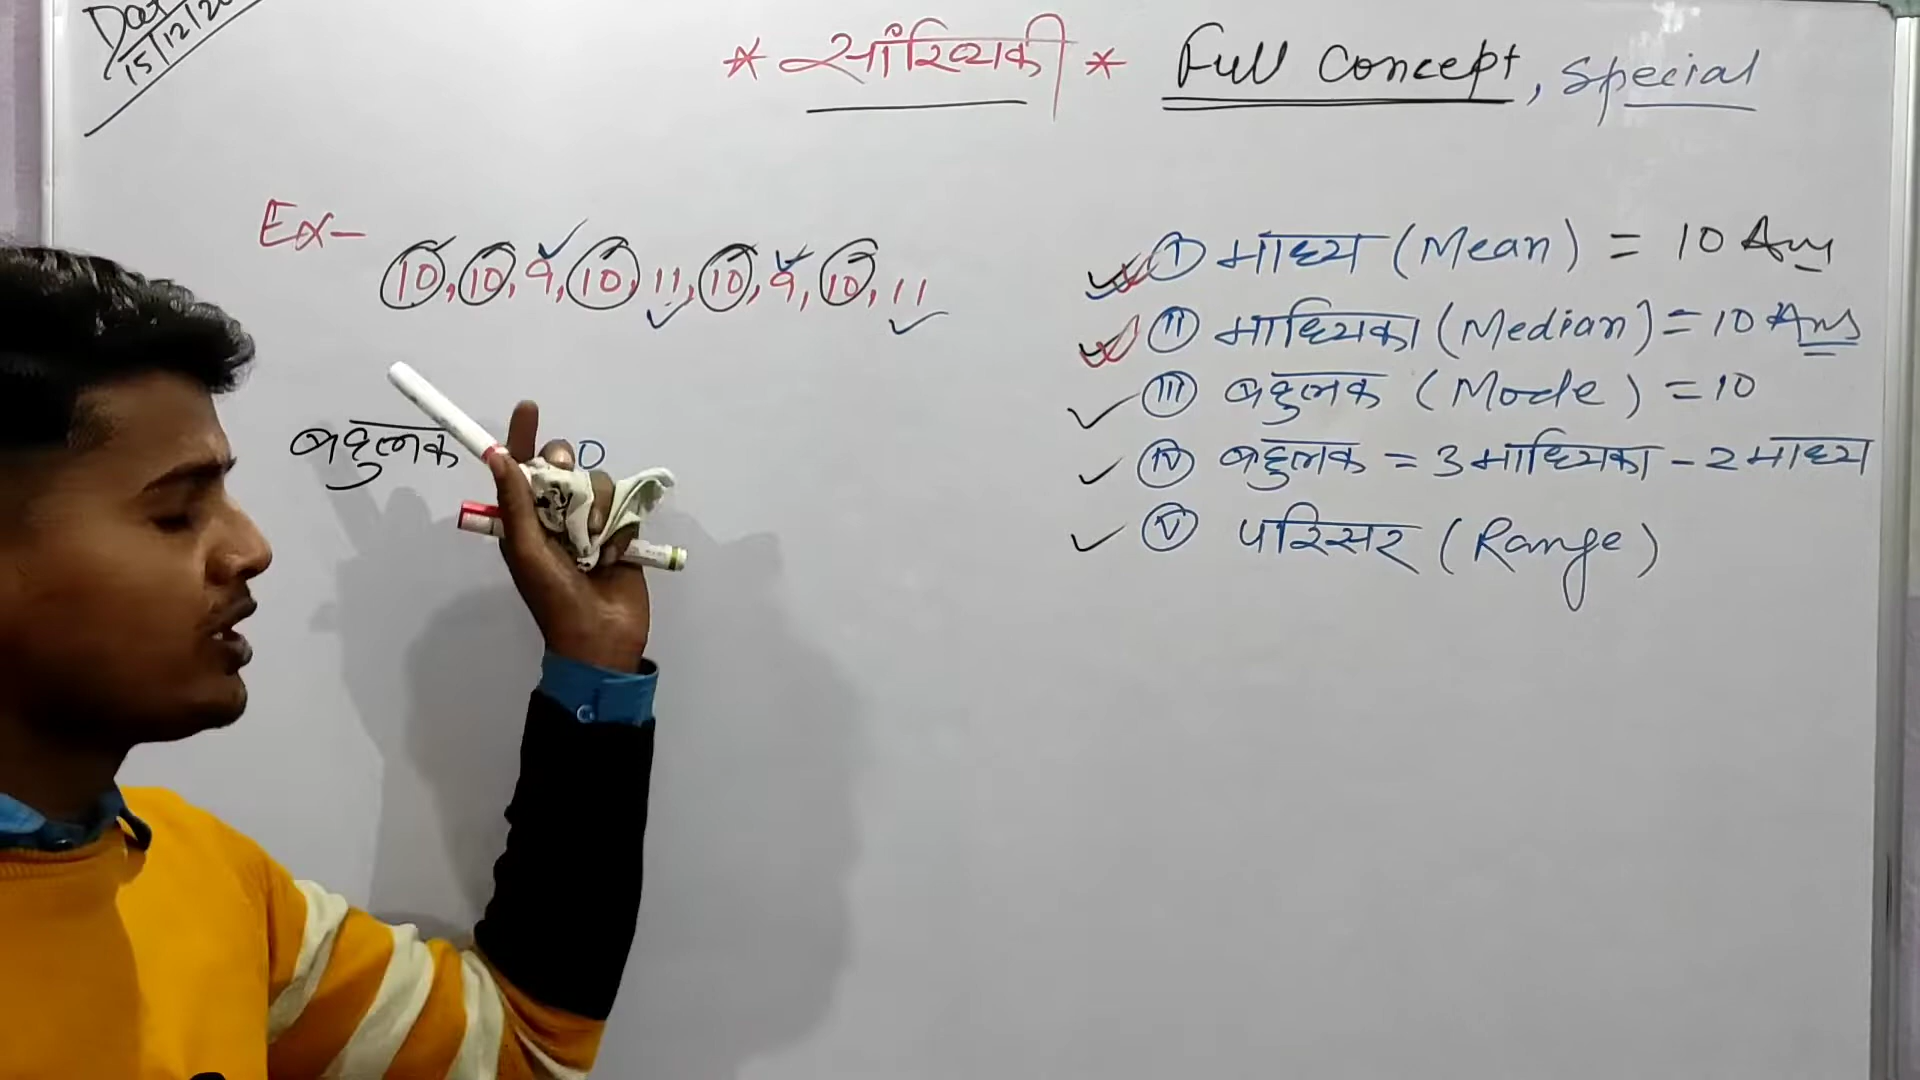 15/12/20
* सांख्यिकी * Full Concept, Special
Ex- 10, 10, 9, 10, 11, 10, 9, 10, 11
(I) माध्य (Mean) = 10 Ans
(II) माध्यिका (Median) = 10 Ans
(III) बहुलक (Mode) = 10
(IV) बहुलक = 3 माध्यिका - 2 माध्य
(V) परिसर (Range)
बहुलक